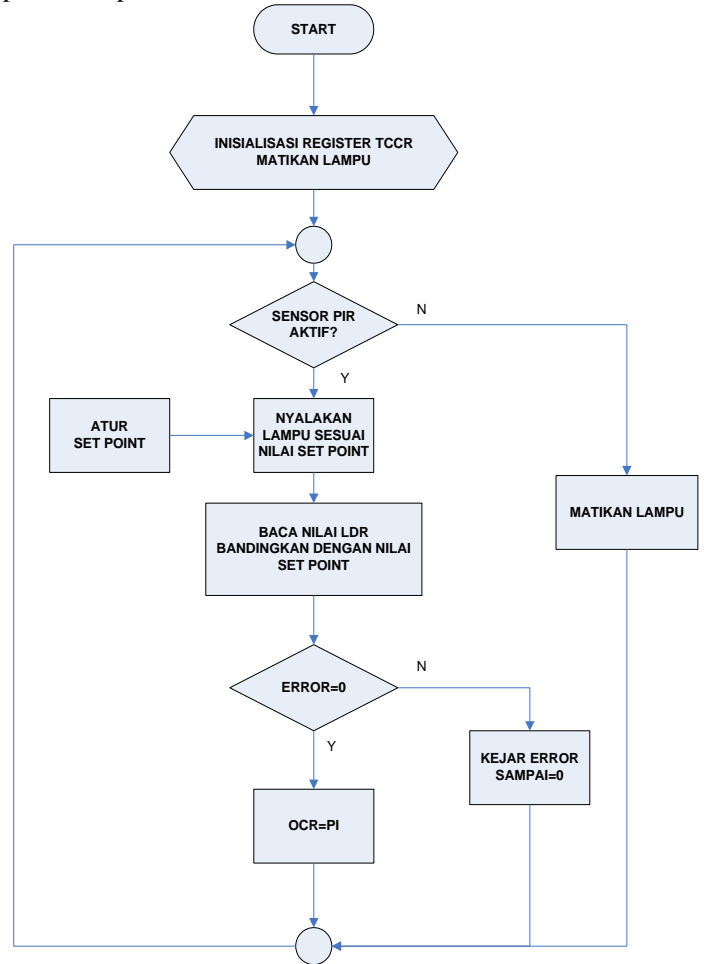 START
INISIALISASI REGISTER TCCR
MATIKAN LAMPU
SENSOR PIR
AKTIF?
N
Y
ATUR
SET POINT
NYALAKAN
LAMPU SESUAI
NILAI SET POINT
MATIKAN LAMPU
BACA NILAI LDR
BANDINGKAN DENGAN NILAI
SET POINT
ERROR=0
N
Y
KEJAR ERROR
SAMPAI=0
OCR=PI